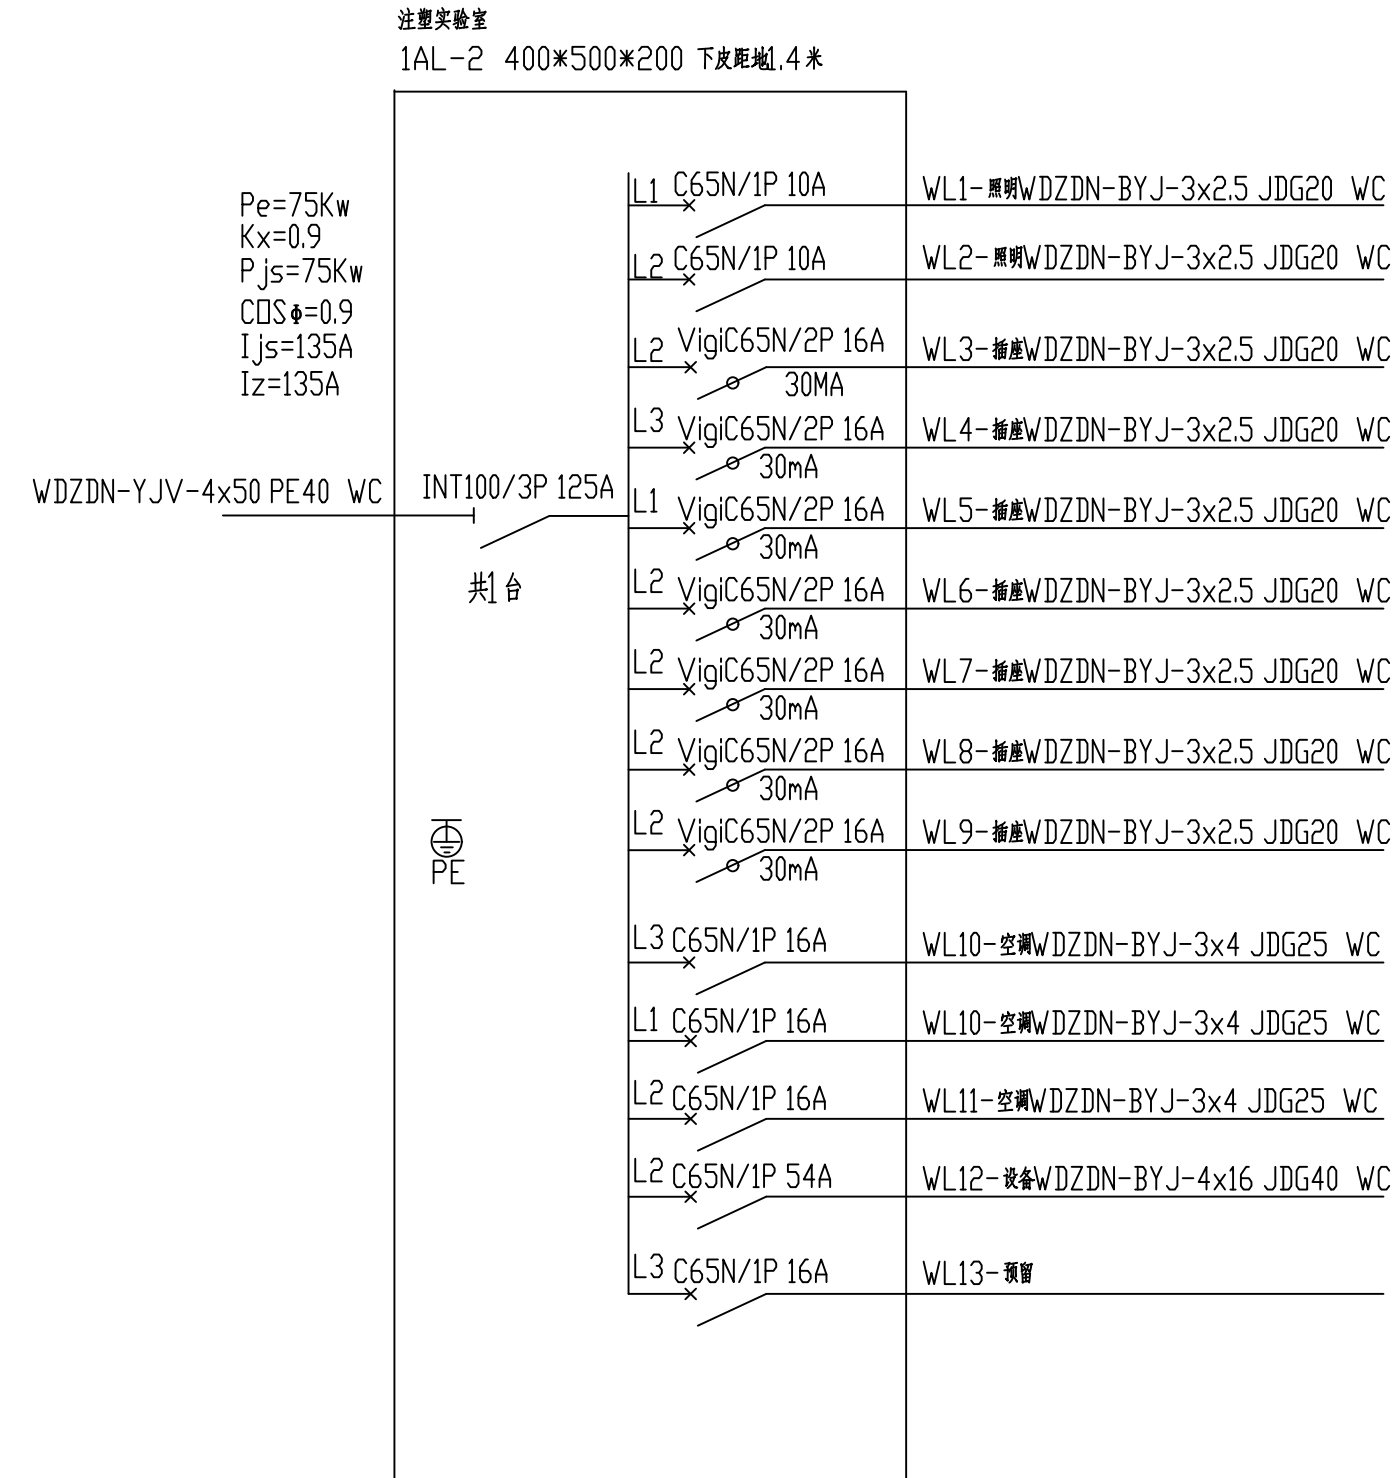 注塑实验室
1AL-2 400*500*200 下皮距地1.4米
Pe=75Kw
Kx=0.9
Pjs=75Kw
COSΦ=0.9
Ijs=135A
Iz=135A
WDZDN-YJV-4x50 PE40 WC
INT100/3P 125A
共1台
PE
L1 C65N/1P 10A WL1-照明WDZDN-BYJ-3x2.5 JDG20 WC
L2 C65N/1P 10A WL2-照明WDZDN-BYJ-3x2.5 JDG20 WC
L2 VigiC65N/2P 16A WL3-插座WDZDN-BYJ-3x2.5 JDG20 WC
30MA
L3 VigiC65N/2P 16A WL4-插座WDZDN-BYJ-3x2.5 JDG20 WC
30mA
L1 VigiC65N/2P 16A WL5-插座WDZDN-BYJ-3x2.5 JDG20 WC
30mA
L2 VigiC65N/2P 16A WL6-插座WDZDN-BYJ-3x2.5 JDG20 WC
30mA
L2 VigiC65N/2P 16A WL7-插座WDZDN-BYJ-3x2.5 JDG20 WC
30mA
L2 VigiC65N/2P 16A WL8-插座WDZDN-BYJ-3x2.5 JDG20 WC
30mA
L2 VigiC65N/2P 16A WL9-插座WDZDN-BYJ-3x2.5 JDG20 WC
30mA
L3 C65N/1P 16A WL10-空调WDZDN-BYJ-3x4 JDG25 WC
L1 C65N/1P 16A WL10-空调WDZDN-BYJ-3x4 JDG25 WC
L2 C65N/1P 16A WL11-空调WDZDN-BYJ-3x4 JDG25 WC
L2 C65N/1P 54A WL12-设备WDZDN-BYJ-4x16 JDG40 WC
L3 C65N/1P 16A WL13-预留